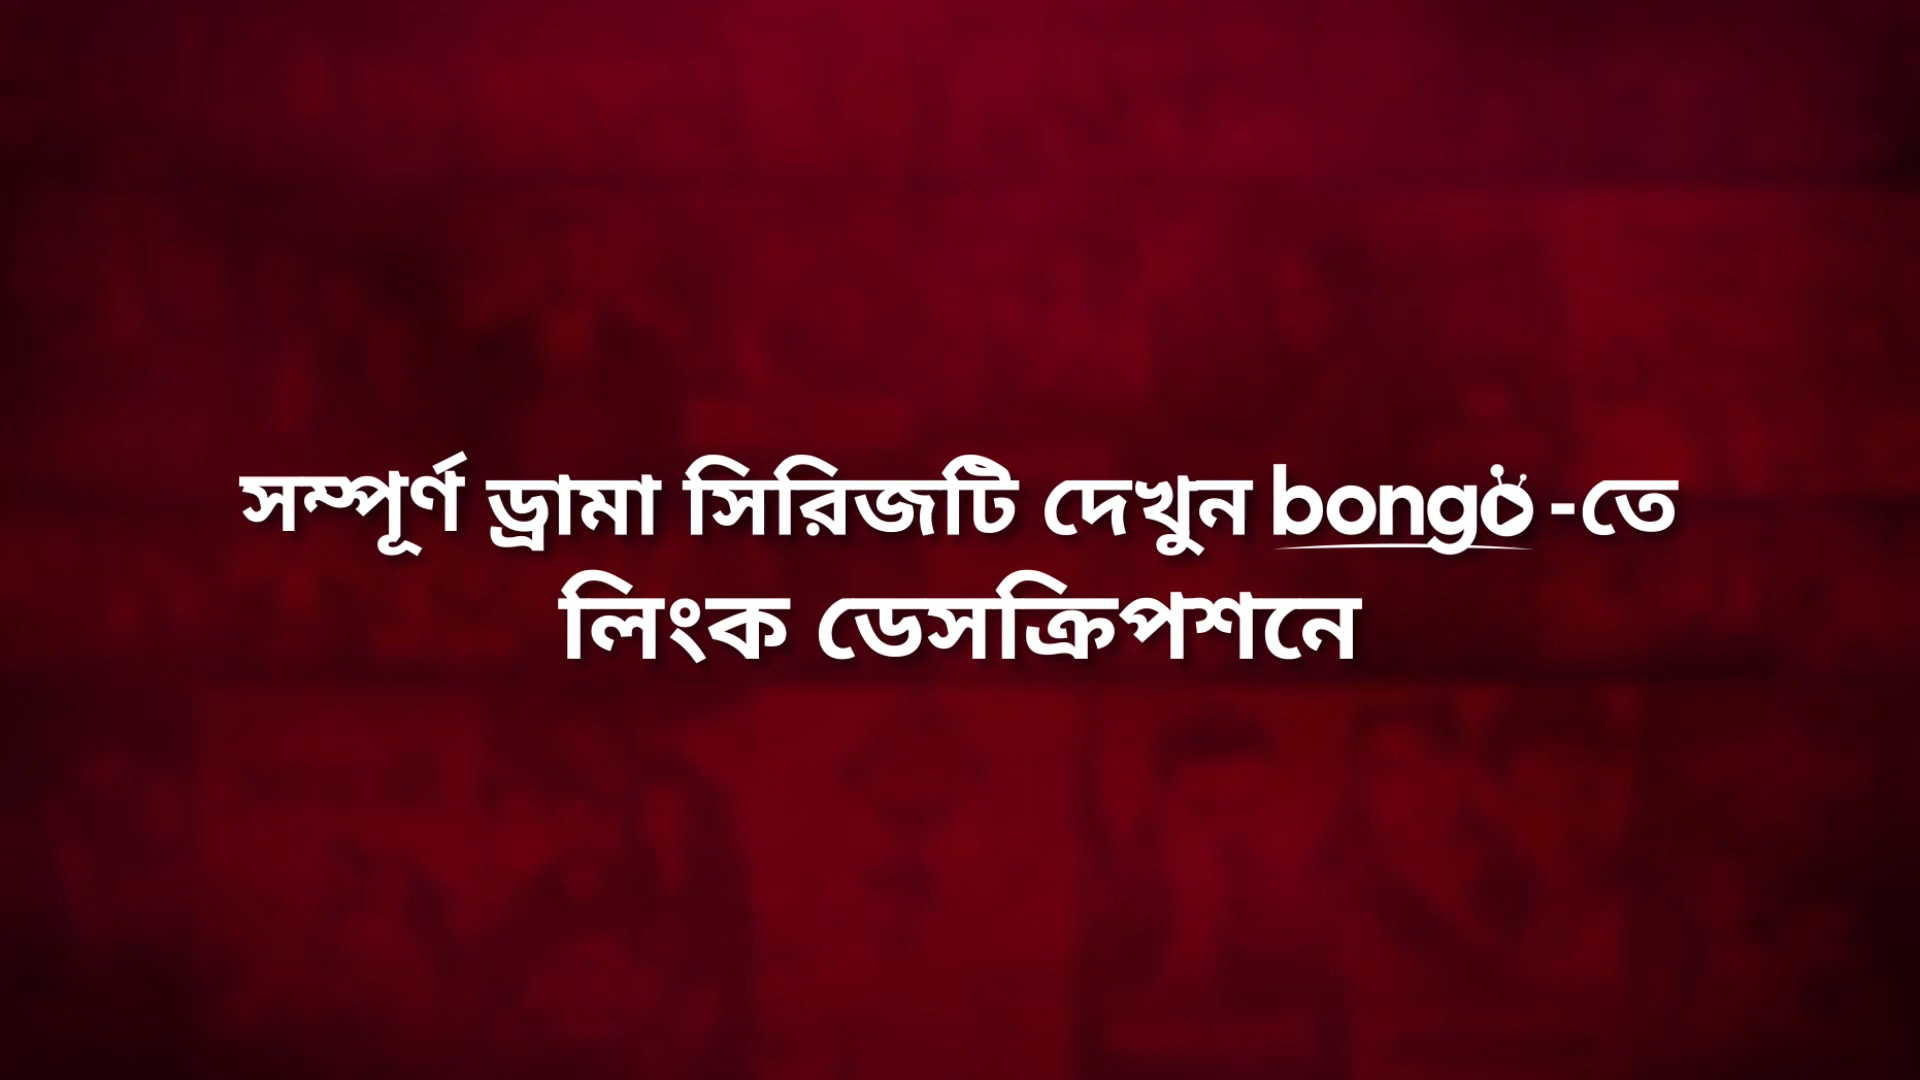 সম্পূর্ণ ড্রামা সিরিজটি দেখুন bongo -তে
লিংক ডেসক্রিপশনে